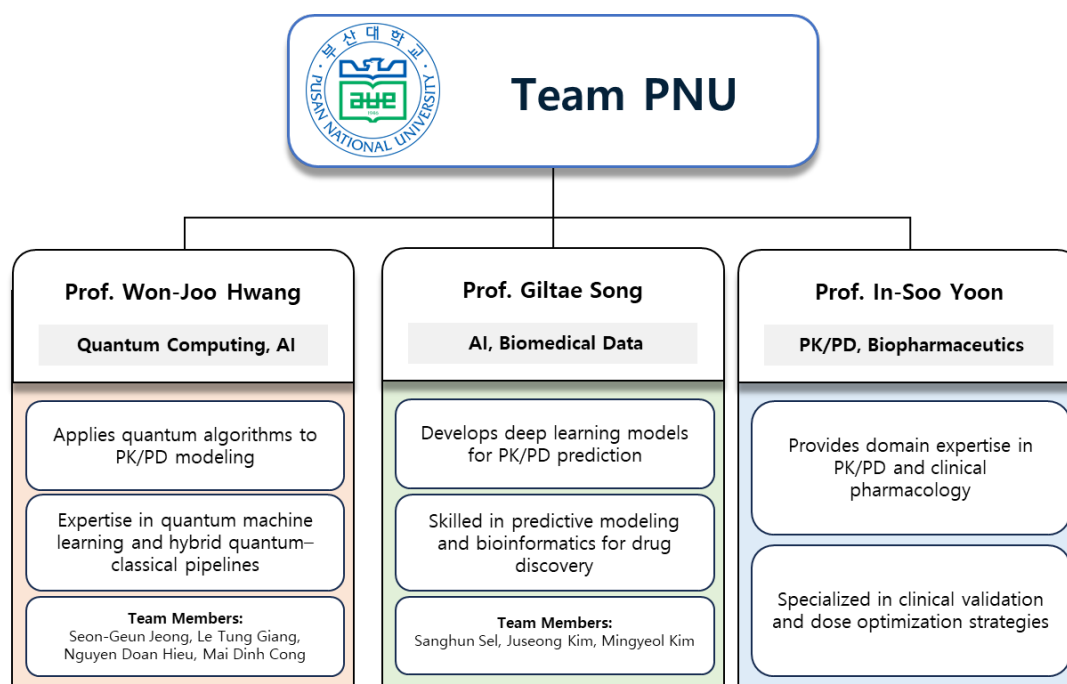 부산대학교
PUSAN NATIONAL UNIVERSITY
1946
Team PNU
Prof. Won-Joo Hwang
Quantum Computing, AI
Applies quantum algorithms to
PK/PD modeling
Expertise in quantum machine
learning and hybrid quantum–
classical pipelines
Team Members:
Seon-Geun Jeong, Le Tung Giang,
Nguyen Doan Hieu, Mai Dinh Cong
Prof. Giltae Song
AI, Biomedical Data
Develops deep learning models
for PK/PD prediction
Skilled in predictive modeling
and bioinformatics for drug
discovery
Team Members:
Sanghun Sel, Juseong Kim, Mingyeol Kim
Prof. In-Soo Yoon
PK/PD, Biopharmaceutics
Provides domain expertise in
PK/PD and clinical
pharmacology
Specialized in clinical validation
and dose optimization strategies